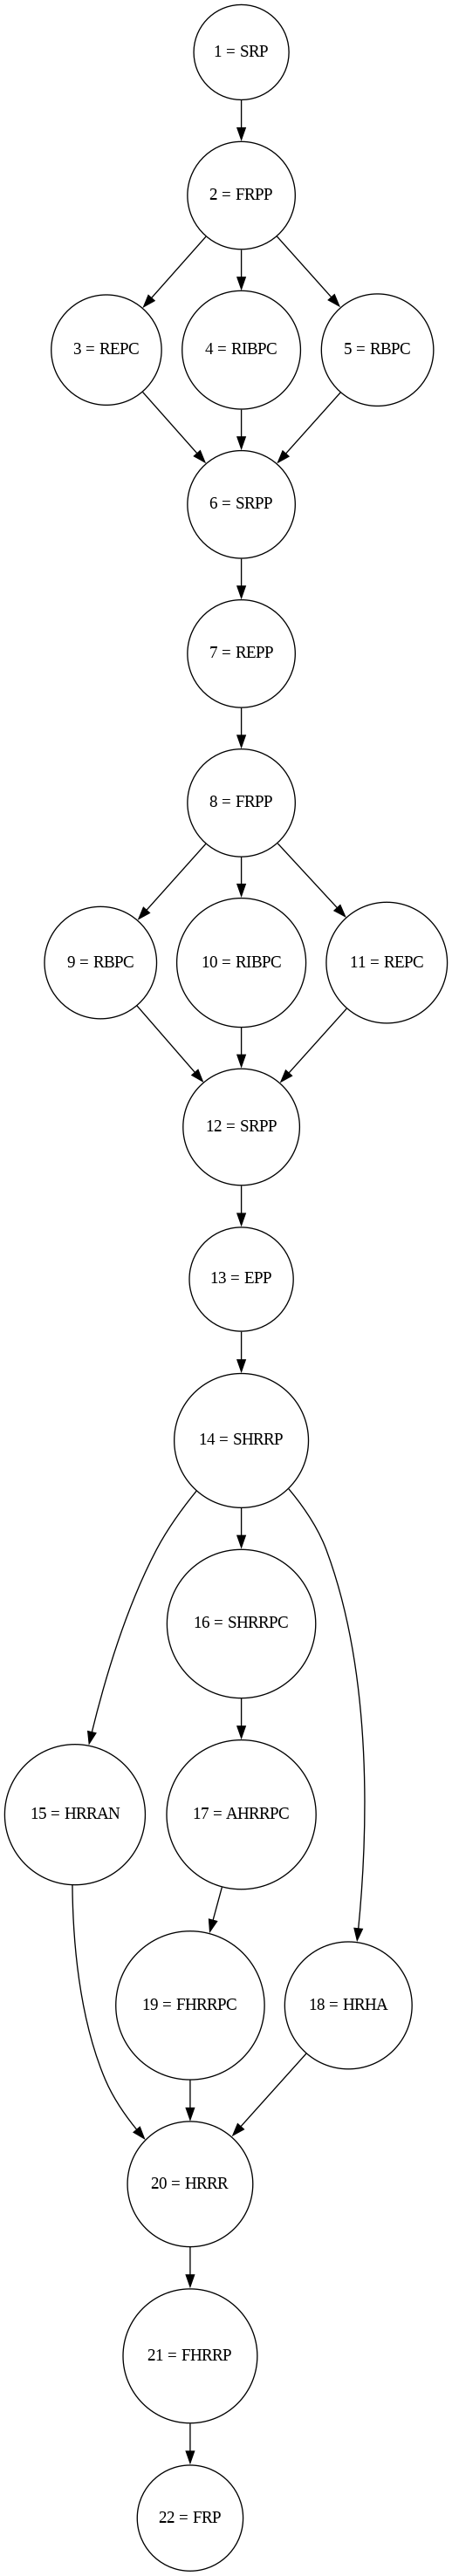 1 = SRP
2 = FRPP
3 = REPC
4 = RIBPC
5 = RBPC
6 = SRPP
7 = REPP
8 = FRPP
9 = RBPC
10 = RIBPC
11 = REPC
12 = SRPP
13 = EPP
14 = SHRRP
16 = SHRRPC
15 = HRRAN
17 = AHRRPC
19 = FHRRPC
18 = HRHA
20 = HRRR
21 = FHRRP
22 = FRP